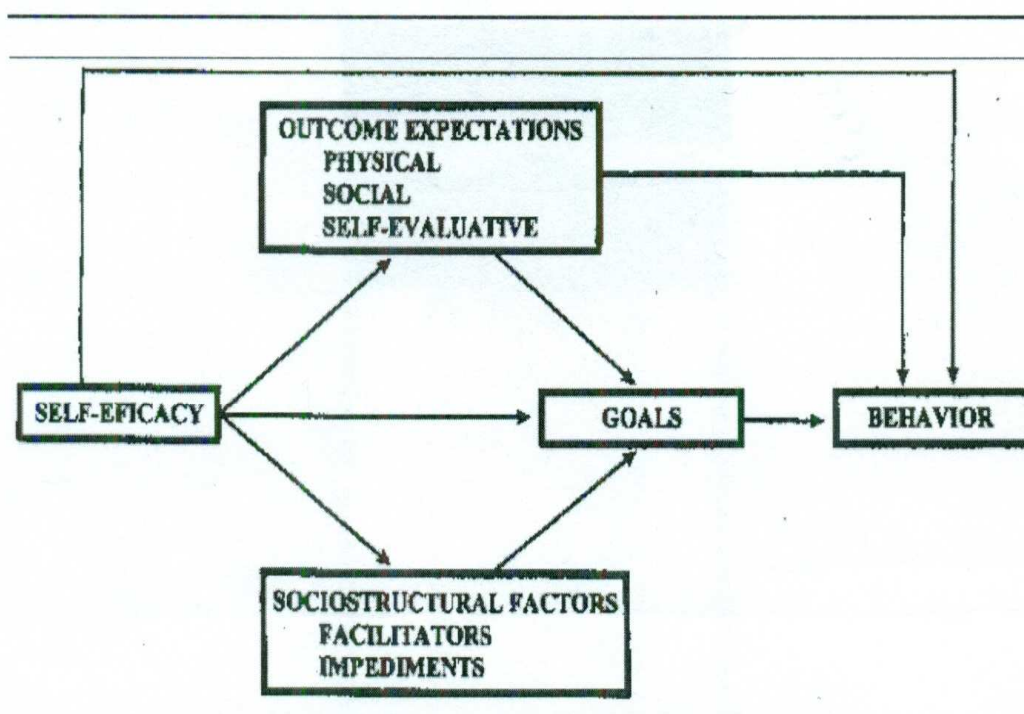 OUTCOME EXPECTATIONS
PHYSICAL
SOCIAL
SELF-EVALUATIVE
SELF-EFICACY
GOALS
BEHAVIOR
SOCIOSTRUCTURAL FACTORS
FACILITATORS
IMPEDIMENTS